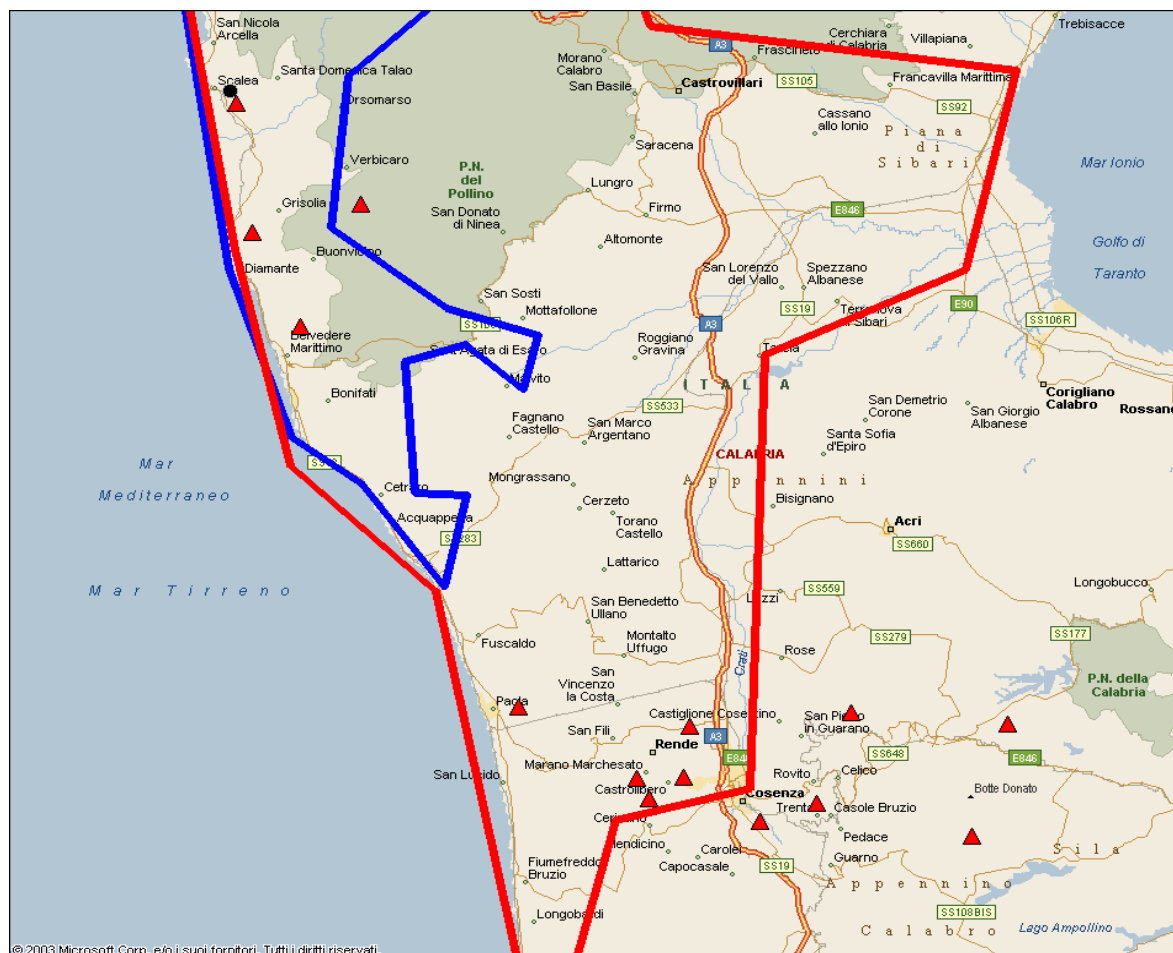 Trebisacce
San Nicola
Arcella
Cerchiara
di Calabria
Villapiana
A3
Frascineto
Morano
Calabro
Santa Domenica Talao
Scalea
San Basile
Castrovillari
SS105
Francavilla Marittima
Orsomarso
SS92
Cassano
allo Ionio
Piana
di
Sibari
Saracena
Verbicaro
P.N.
del
Pollino
Mar Ionio
Lungro
Grisolia
San Donato
di Ninea
Firmo
E846
Altomonte
Golfo di
Taranto
Buonvicino
Diamante
San Lorenzo
del Vallo
Spezzano
Albanese
San Sosti
Mottafollone
SS19
Terranova
di Sibari
E90
SS106R
A3
Belvedere
Marittimo
Sant'Agata di Esaro
Roggiano
Gravina
Tarsia
ITALIA
Malvito
Corigliano
Calabro
Bonifati
SS533
San Demetrio
Corone
San Giorgio
Albanese
Rossano
Fagnano
Castello
San Marco
Argentano
Santa Sofia
d'Epiro
CALABRIA
Mar
Mediterraneo
Mongrassano
Appennini
Cetraro
Cerzeto
Bisignano
Acquappesa
Torano
Castello
Acri
SS283
SS660
Lattarico
Mar Tirreno
Longobucco
SS559
Luzzi
San Benedetto
Ullano
Fuscaldo
Montalto
Uffugo
SS279
SS177
Rose
Crati
San
Vincenzo
la Costa
P.N. della
Calabria
Paola
Castiglione Cosentino
San Pietro
in Guarano
San Fili
A3
Rende
SS648
E846
E846
Marano Marchesato
San Lucido
Castrolibero
Rovito
Celico
Botte Donato
Cosenza
Trenta
Casole Bruzio
Cerisano
Pedace
Mendicino
Carolei
Sila
Fiumefreddo
Bruzio
Capocasale
SS19
Guarno
Appennino
Longobardi
SS108BIS
Calabro
Lago Ampollino
© 2003 Microsoft Corp. e/o i suoi fornitori. Tutti i diritti riservati.